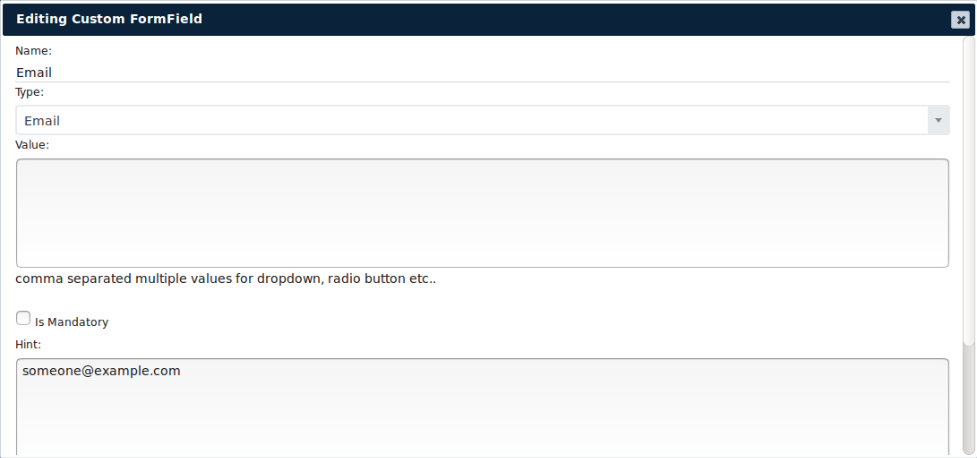 Editing Custom FormField
Name:
Email
Type:
Email
Value:
comma separated multiple values for dropdown, radio button etc..
Is Mandatory
Hint:
someone@example.com